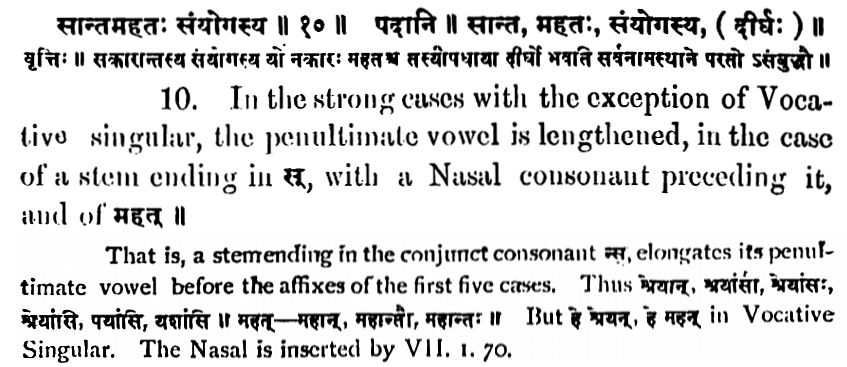 सान्तमहतः संयोगस्य ॥ १० ॥ पदानि ॥ सान्त, महतः, संयोगस्य, ( दीर्घः ) ॥
वृत्तिः ॥ सकारान्तस्य संयोगस्य यो नकारः महतश्च तस्योपधाया दीर्घो भवति सर्वनामस्थाने परतो ऽसंबुद्धौ ॥
10. In the strong cases with the exception of Voca-
tive singular, the penultimate vowel is lengthened, in the case
of a stem ending in स्, with a Nasal consonant preceding it,
and of महत् ॥
That is, a stemending in the conjunct consonant न्स्, elongates its penul-
timate vowel before the affixes of the first five cases. Thus श्रेयान्, श्रेयांसौ, श्रेयांसः,
श्रेयांसि, पयांसि, यशांसि ॥ महत्—महान्, महान्तौ, महान्तः ॥ But हे श्रेयन्, हे महन् in Vocative
Singular. The Nasal is inserted by VII. 1. 70.